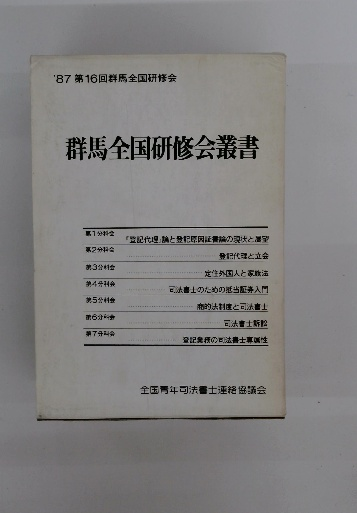 '87 第16回群馬全国研修会
群馬全国研修会叢書
第1分科会
「登記代理」論と登記原因証書論の現状と展望
第2分科会
登記代理と立会
第3分科会
定住外国人と家族法
第4分科会
司法書士のための抵当証券入門
第5分科会
商的法制度と司法書士
第6分科会
司法書士訴訟
第7分科会
登記業務の司法書士専属性
全国青年司法書士連絡協議会